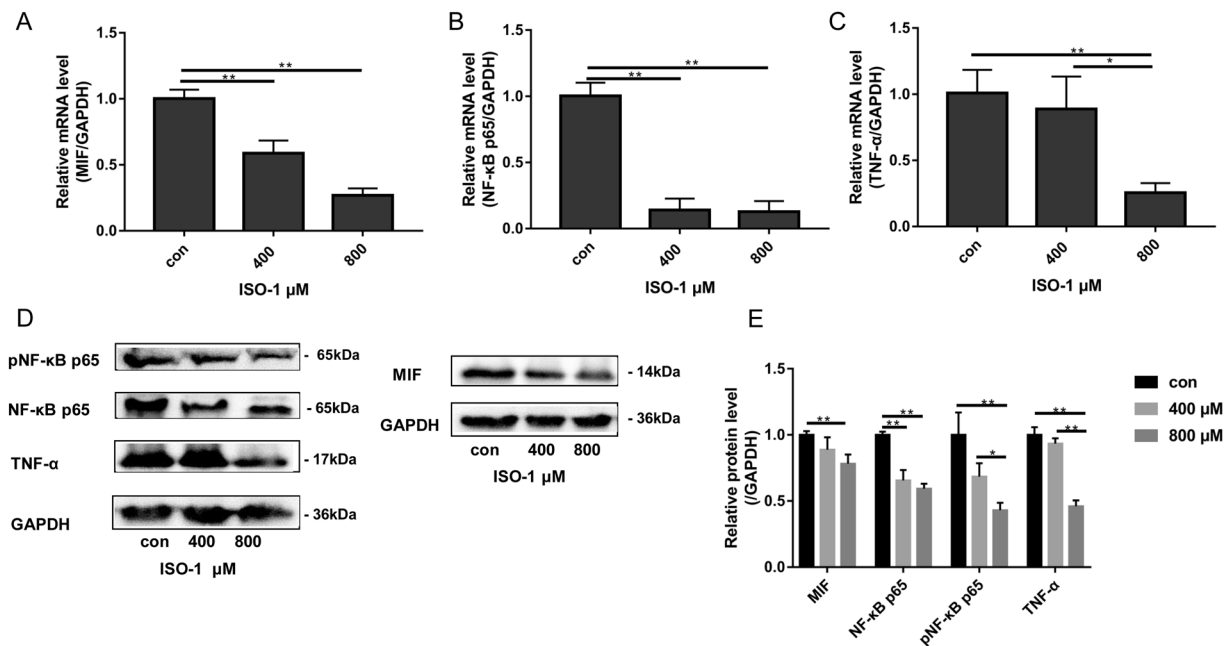 A
Relative mRNA level
(MIF/GAPDH)
1.5
1.0
0.5
0.0
**
**
con
400
800
ISO-1 μM
B
Relative mRNA level
(NF-κB p65/GAPDH)
1.5
1.0
0.5
0.0
**
**
con
400
800
ISO-1 μM
C
Relative mRNA level
(TNF-α/GAPDH)
1.5
1.0
0.5
0.0
**
*
con
400
800
ISO-1 μM
D
pNF-κB p65
- 65kDa
NF-κB p65
- 65kDa
TNF-α
- 17kDa
GAPDH
- 36kDa
con 400 800
ISO-1 μM
MIF
- 14kDa
GAPDH
- 36kDa
con 400 800
ISO-1 μM
E
Relative protein level
(/GAPDH)
1.5
1.0
0.5
0.0
**
**
**
**
*
**
**
MIF
NF-κB p65
pNF-κB p65
TNF-α
con
400 μM
800 μM